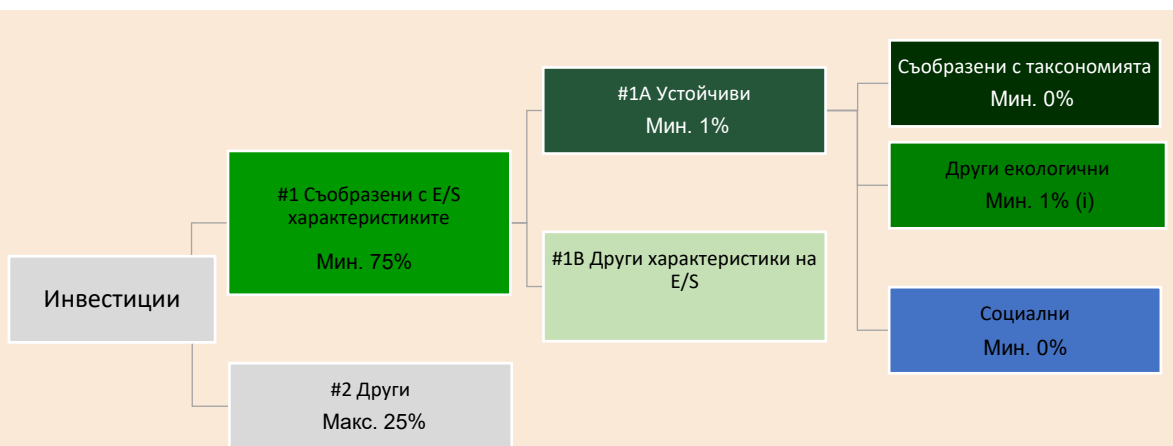 Инвестиции
#1 Съобразени с E/S
характеристиките
Мин. 75%
#2 Други
Макс. 25%
#1A Устойчиви
Мин. 1%
#1B Други характеристики на
E/S
Съобразени с таксономията
Мин. 0%
Други екологични
Мин. 1% (i)
Социални
Мин. 0%